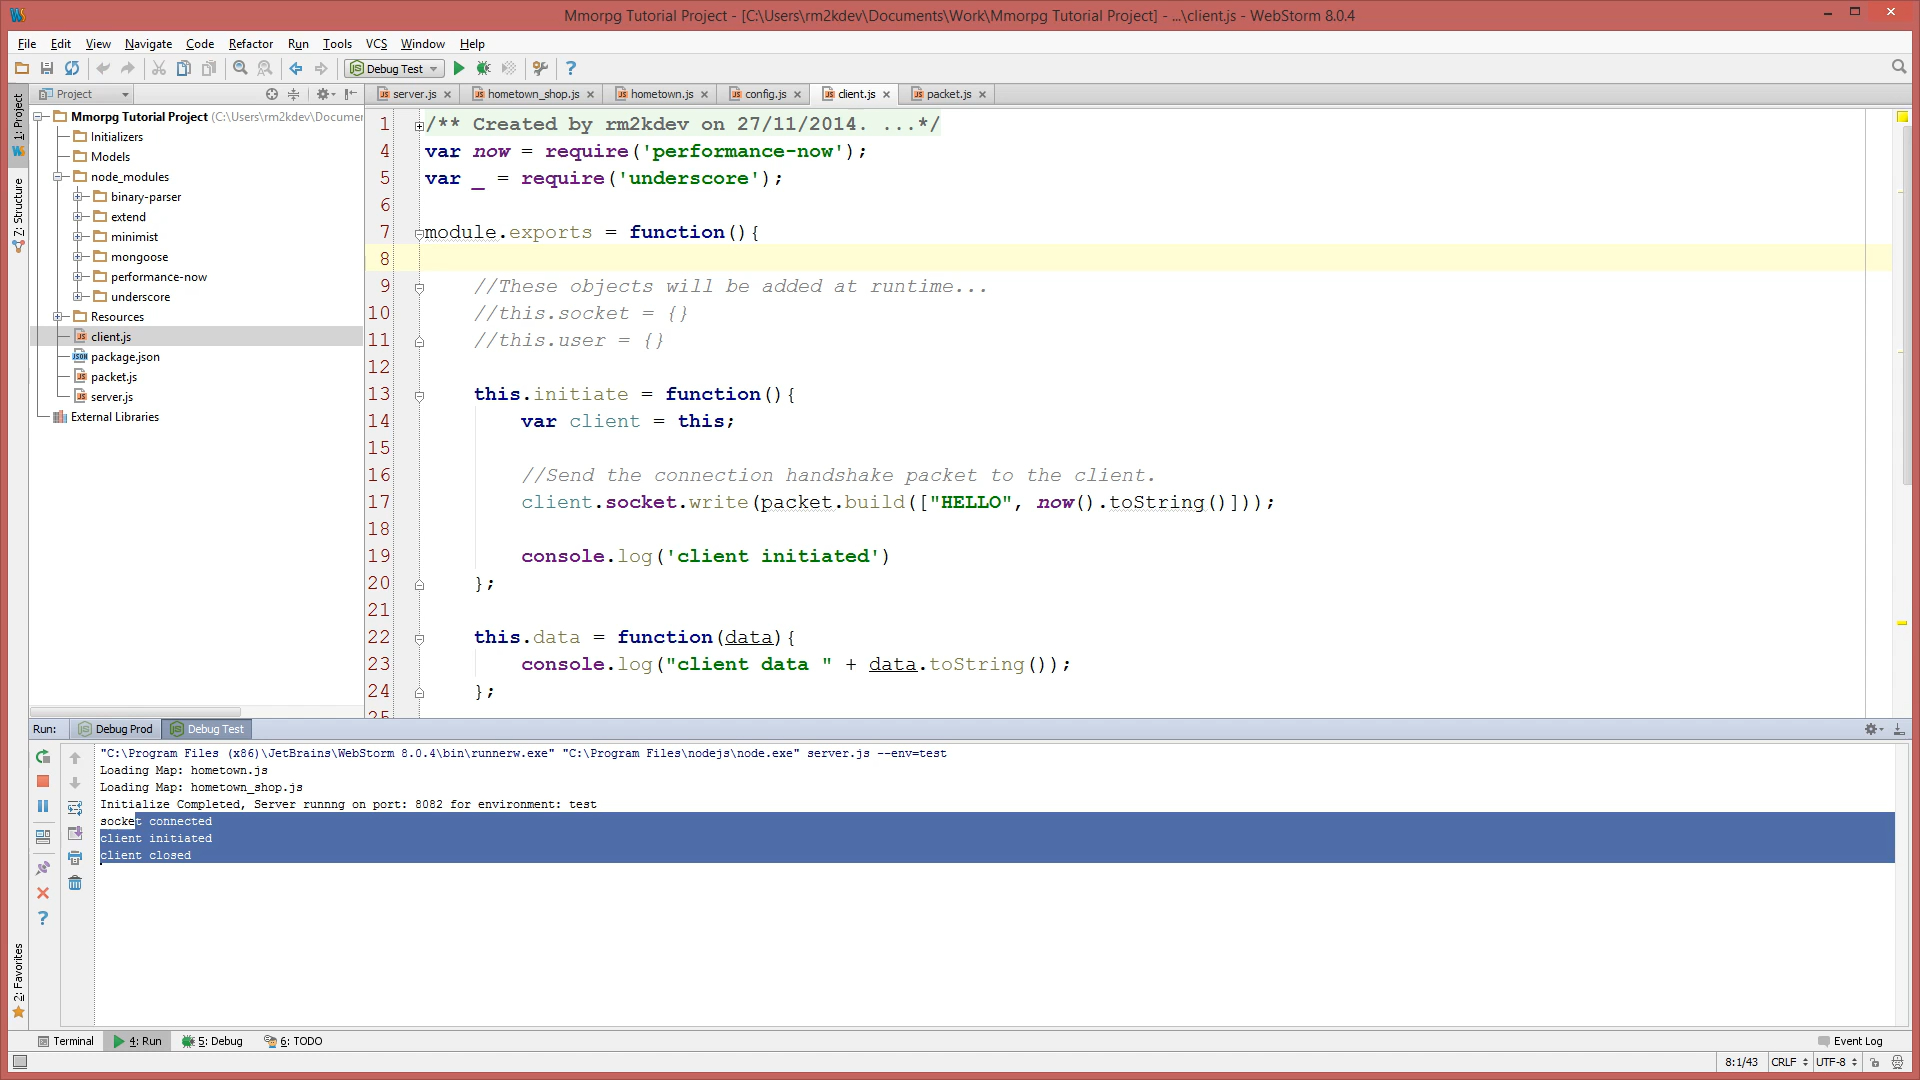 Mmorpg Tutorial Project - [C:\Users\rm2kdev\Documents\Work\Mmorpg Tutorial Project] - ...\client.js - WebStorm 8.0.4
File Edit View Navigate Code Refactor Run Tools VCS Window Help
Debug Test
Project
server.js hometown_shop.js hometown.js config.js client.js packet.js
1: Project
Z: Structure
2: Favorites
Mmorpg Tutorial Project (C:\Users\rm2kdev\Documer
Initializers
Models
node_modules
binary-parser
extend
minimist
mongoose
performance-now
underscore
Resources
client.js
package.json
packet.js
server.js
External Libraries
1 /** Created by rm2kdev on 27/11/2014. ...*/
4 var now = require('performance-now');
5 var _ = require('underscore');
6
7 module.exports = function(){
8
9 //These objects will be added at runtime...
10 //this.socket = {}
11 //this.user = {}
12
13 this.initiate = function(){
14 var client = this;
15
16 //Send the connection handshake packet to the client.
17 client.socket.write(packet.build(["HELLO", now().toString()]));
18
19 console.log('client initiated')
20 };
21
22 this.data = function(data){
23 console.log("client data " + data.toString());
24 };
25
Run: Debug Prod Debug Test
"C:\Program Files (x86)\JetBrains\WebStorm 8.0.4\bin\runnerw.exe" "C:\Program Files\nodejs\node.exe" server.js --env=test
Loading Map: hometown.js
Loading Map: hometown_shop.js
Initialize Completed, Server runnng on port: 8082 for environment: test
socket connected
client initiated
client closed
Terminal 4: Run 5: Debug 6: TODO Event Log
8:1/43 CRLF UTF-8